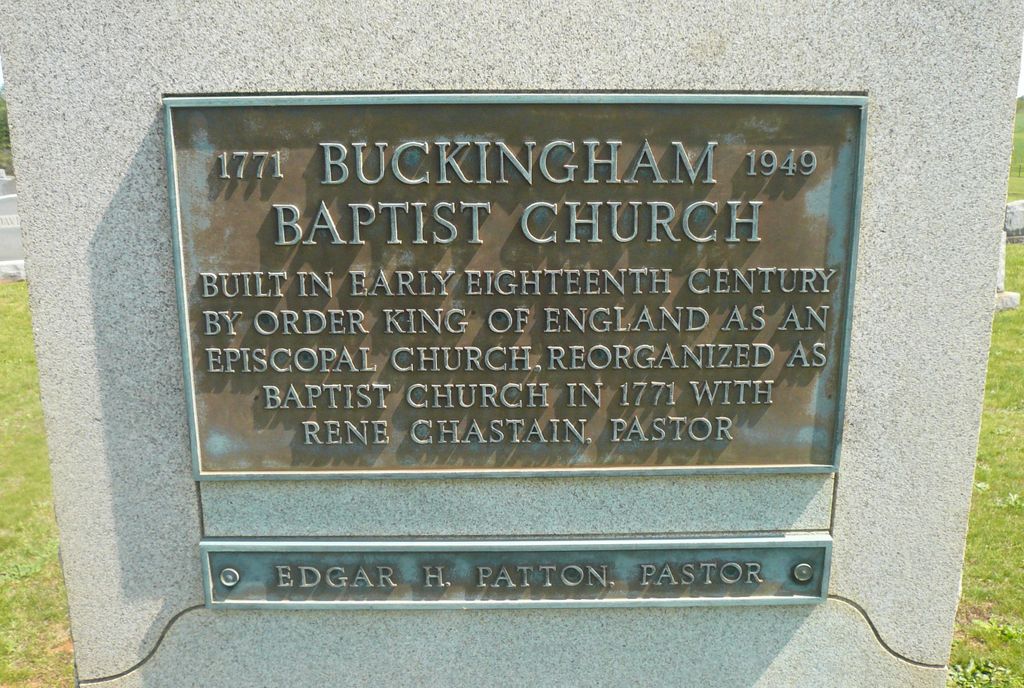 1771 BUCKINGHAM 1949
BAPTIST CHURCH
BUILT IN EARLY EIGHTEENTH CENTURY
BY ORDER KING OF ENGLAND AS AN
EPISCOPAL CHURCH, REORGANIZED AS
BAPTIST CHURCH IN 1771 WITH
RENE CHASTAIN, PASTOR
EDGAR H. PATTON, PASTOR